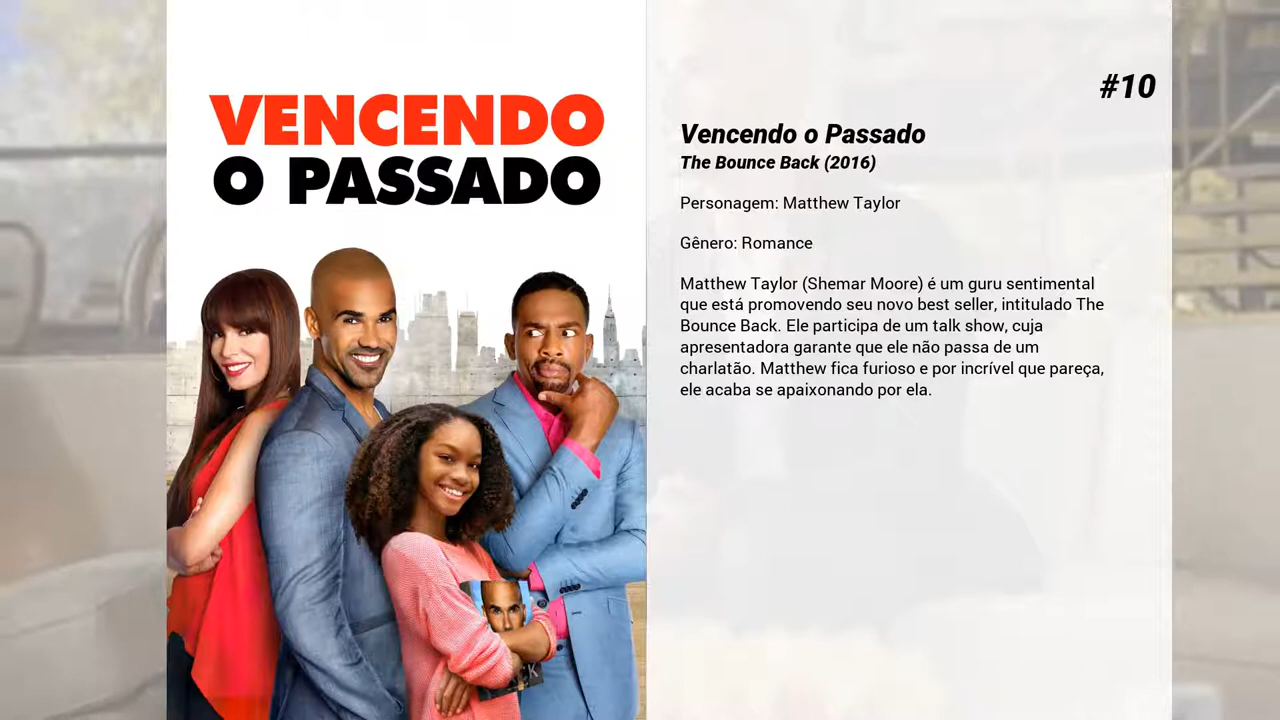 VENCENDO
O PASSADO
#10
Vencendo o Passado
The Bounce Back (2016)
Personagem: Matthew Taylor
Gênero: Romance
Matthew Taylor (Shemar Moore) é um guru sentimental
que está promovendo seu novo best seller, intitulado The
Bounce Back. Ele participa de um talk show, cuja
apresentadora garante que ele não passa de um
charlatão. Matthew fica furioso e por incrível que pareça,
ele acaba se apaixonando por ela.